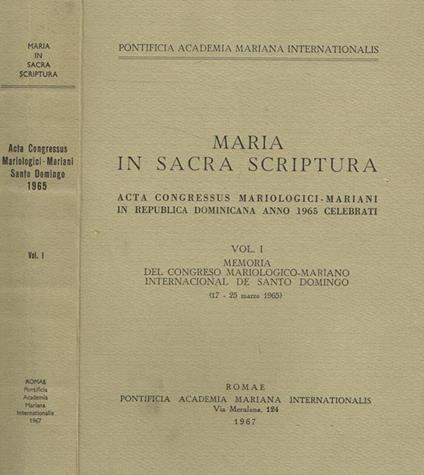 MARIA
IN
SACRA
SCRIPTURA
Acta Congressus
Mariologici-Mariani
Santo Domingo
1965
Vol. I
ROMAE
Pontificia
Academia
Mariana
Internationalis
1967
PONTIFICIA ACADEMIA MARIANA INTERNATIONALIS
MARIA
IN SACRA SCRIPTURA
ACTA CONGRESSUS MARIOLOGICI-MARIANI
IN REPUBLICA DOMINICANA ANNO 1965 CELEBRATI
VOL. I
MEMORIA
DEL CONGRESO MARIOLOGICO-MARIANO
INTERNACIONAL DE SANTO DOMINGO
(17 - 25 marzo 1965)
ROMAE
PONTIFICIA ACADEMIA MARIANA INTERNATIONALIS
Via Merulana, 124
1967